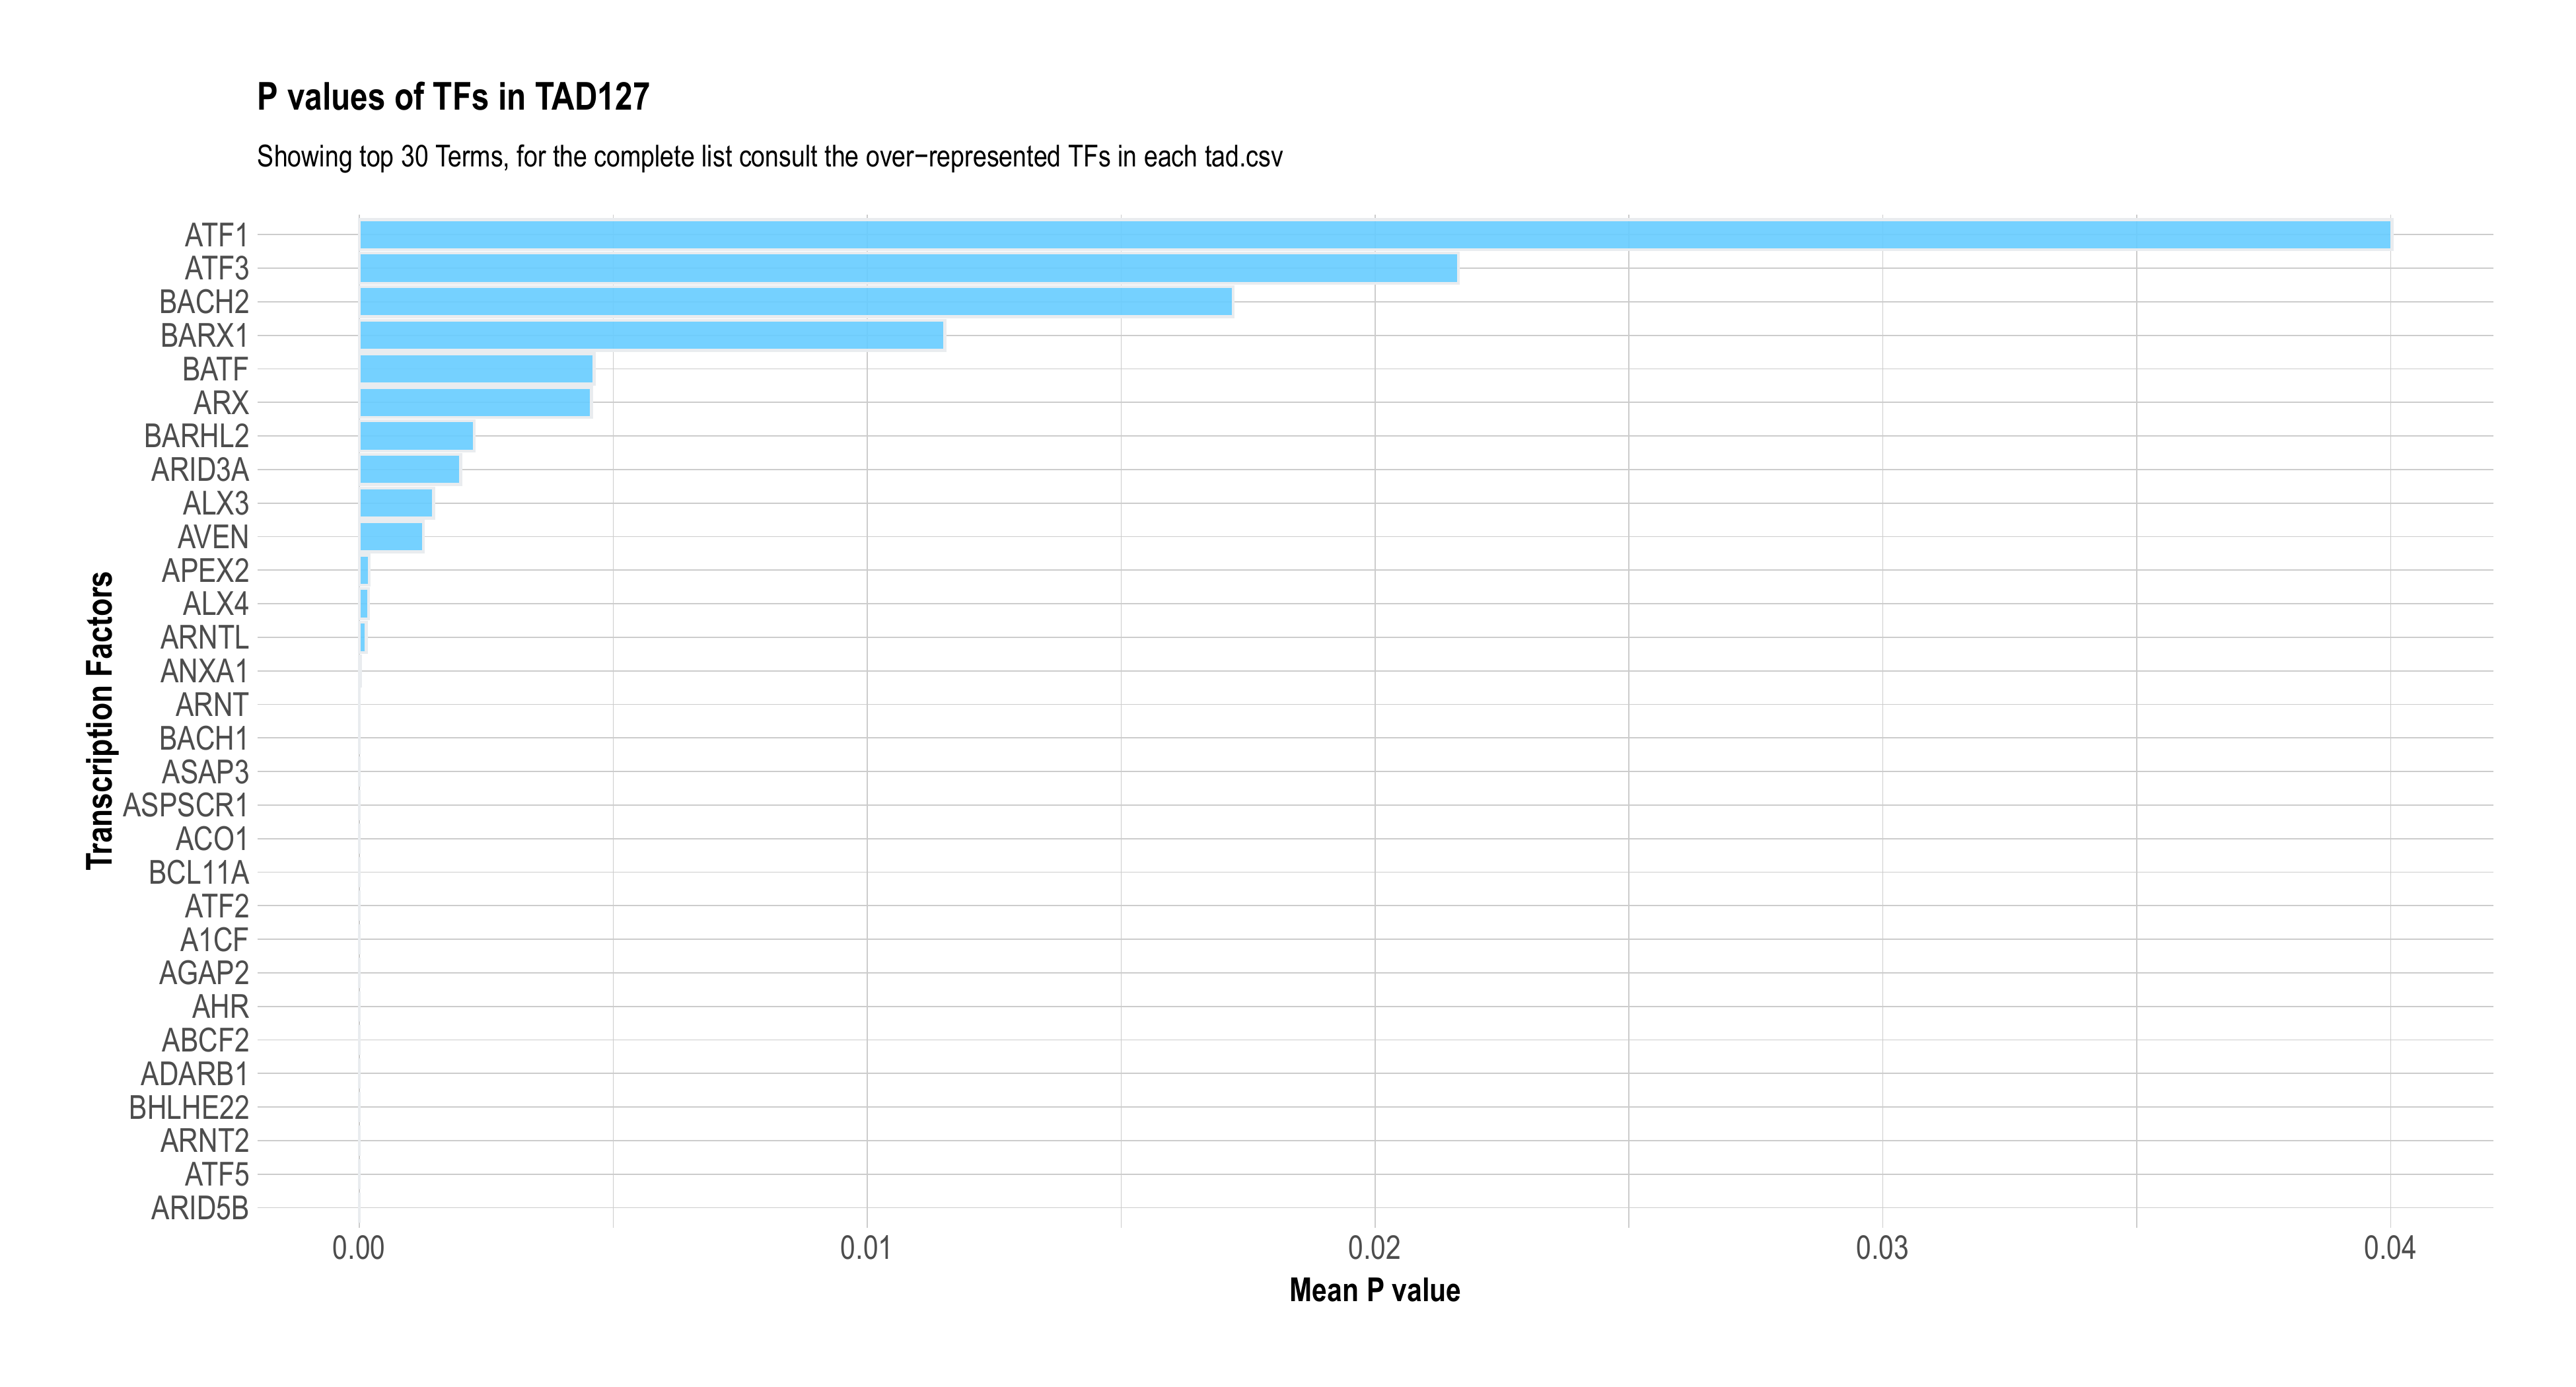 P values of TFs in TAD127
Showing top 30 Terms, for the complete list consult the over−represented TFs in each tad.csv
Transcription Factors
ATF1
ATF3
BACH2
BARX1
BATF
ARX
BARHL2
ARID3A
ALX3
AVEN
APEX2
ALX4
ARNTL
ANXA1
ARNT
BACH1
ASAP3
ASPSCR1
ACO1
BCL11A
ATF2
A1CF
AGAP2
AHR
ABCF2
ADARB1
BHLHE22
ARNT2
ATF5
ARID5B
0.00 0.01 0.02 0.03 0.04
Mean P value